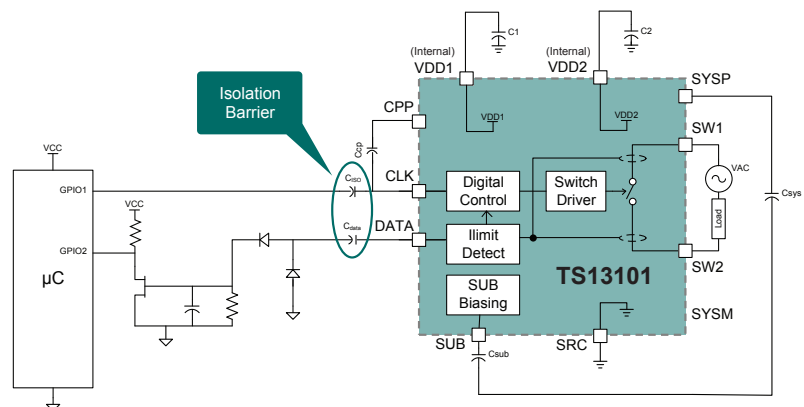 C1
C2
(Internal)
VDD1
(Internal)
VDD2
SYSP
Isolation
Barrier
CPP
VDD1
VDD2
SW1
VCC
Ccp
VAC
GPIO1
CISO
CLK
Digital
Control
Switch
Driver
Csys
VCC
Cdata
DATA
Load
GPIO2
Ilimit
Detect
SW2
µC
TS13101
SUB
Biasing
SYSM
SUB
SRC
Csub